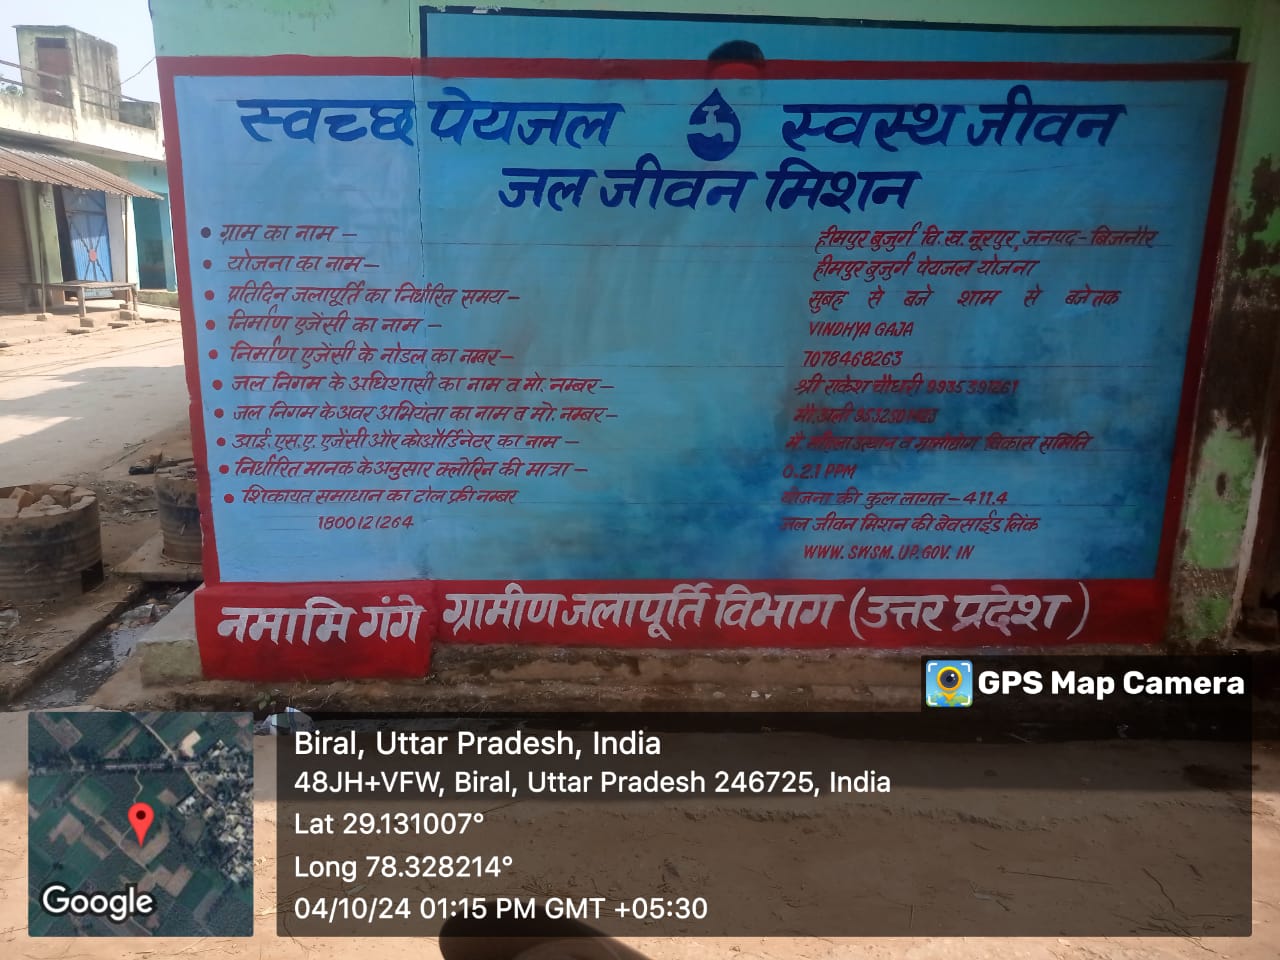 स्वच्छ पेयजल स्वस्थ जीवन
जल जीवन मिशन
• ग्राम का नाम – हीमपुर बुजुर्ग वि. ख. नूरपुर, जनपद - बिजनौर
• योजना का नाम – हीमपुर बुजुर्ग पेयजल योजना
• प्रतिदिन जलापूर्ति का निर्धारित समय – सुबह से बजे शाम से बजे तक
• निर्माण एजेंसी का नाम – VINDHYA GAJA
• निर्माण एजेंसी के नोडल का नम्बर – 7078468263
• जल निगम के अधिशासी का नाम व मो. नम्बर – श्री राकेश चौधरी
• जल निगम के अवर अभियंता का नाम व मो. नम्बर – मौ. अली
• आई. एस. ए. एजेंसी और कोऑर्डिनेटर का नाम – व ग्रामोद्योग विकास समिति
• निर्धारित मानक के अनुसार क्लोरिन की मात्रा – 0.21 PPM
• शिकायत समाधान का टोल फ्री नम्बर योजना की कुल लागत – 411.4
1800121264 जल जीवन मिशन की बेवसाईड लिंक
WWW. SWSM. UP. GOV. IN
नमामि गंगे ग्रामीण जलापूर्ति विभाग (उत्तर प्रदेश)
GPS Map Camera
Biral, Uttar Pradesh, India
48JH+VFW, Biral, Uttar Pradesh 246725, India
Lat 29.131007°
Long 78.328214°
04/10/24 01:15 PM GMT +05:30
Google